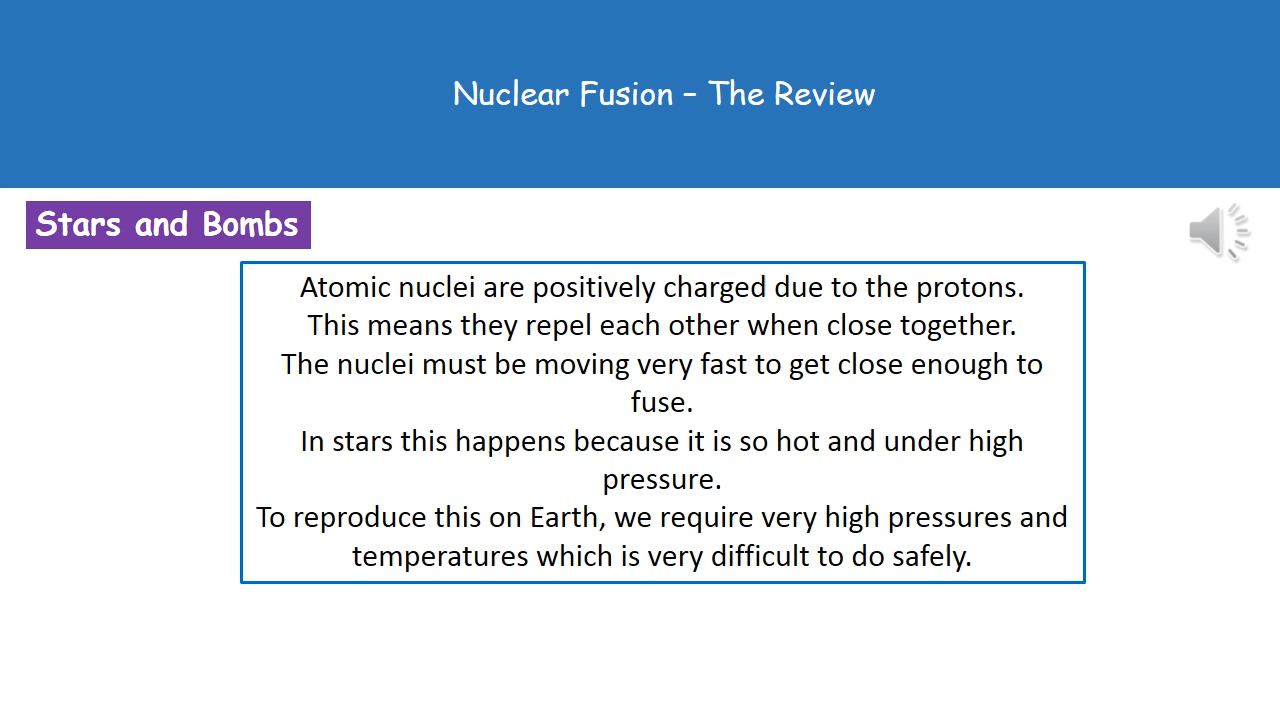 Nuclear Fusion – The Review
Stars and Bombs
Atomic nuclei are positively charged due to the protons.
This means they repel each other when close together.
The nuclei must be moving very fast to get close enough to
fuse.
In stars this happens because it is so hot and under high
pressure.
To reproduce this on Earth, we require very high pressures and
temperatures which is very difficult to do safely.